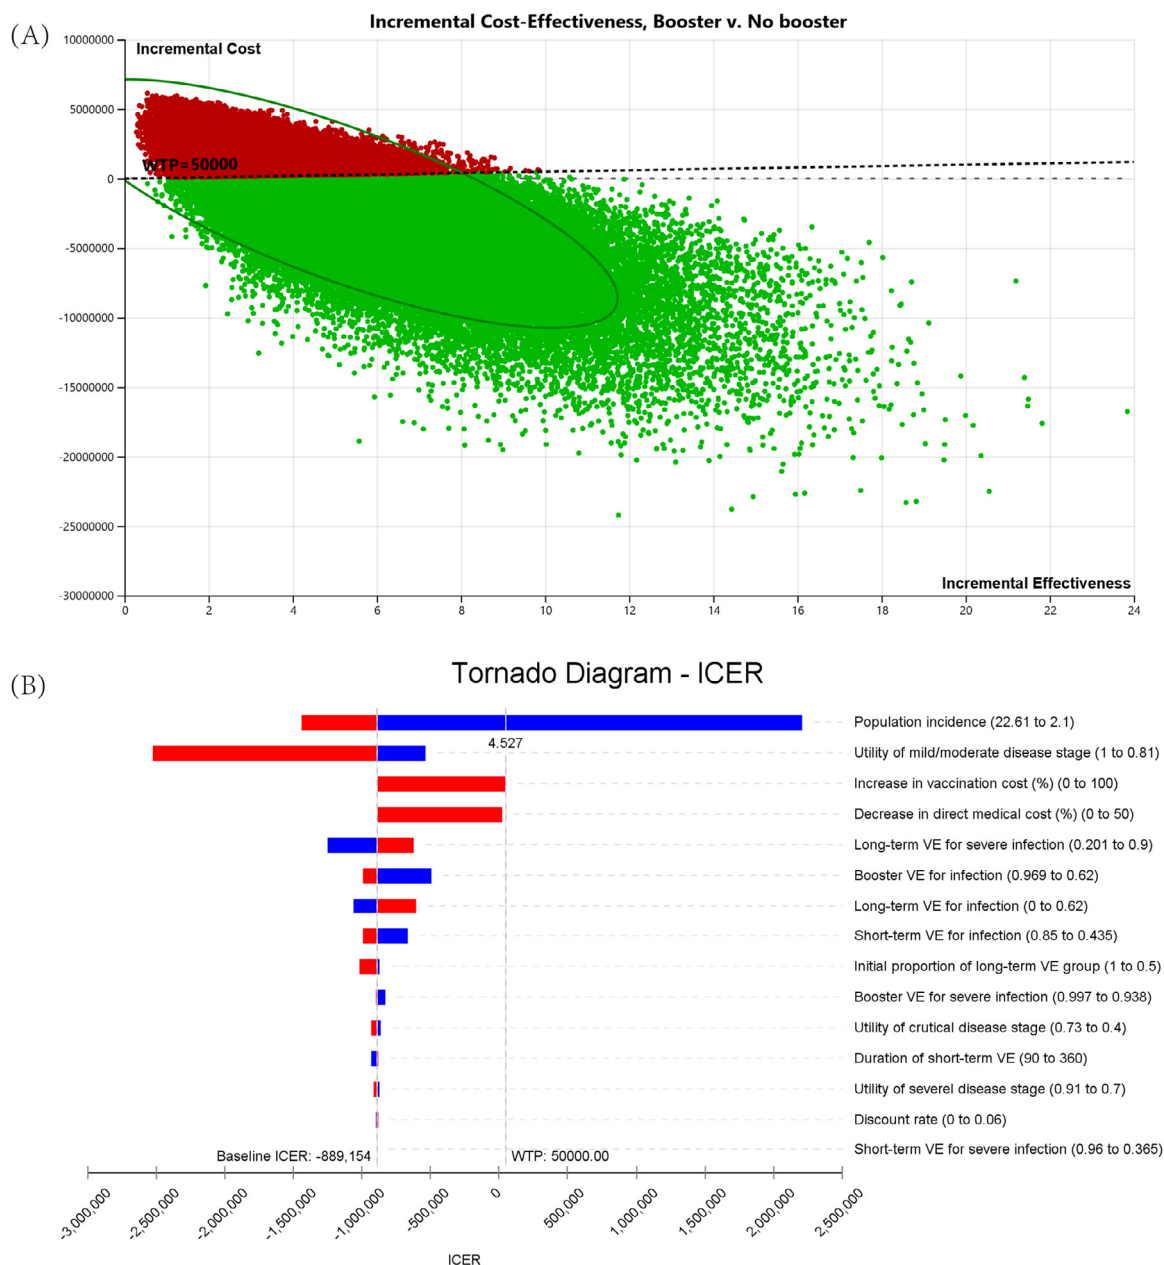 (A)
Incremental Cost-Effectiveness, Booster v. No booster
Incremental Cost
10000000
5000000
WTP=50000
0
-5000000
-10000000
-15000000
-20000000
-25000000
-30000000
Incremental Effectiveness
0 2 4 6 8 10 12 14 16 18 20 22 24
(B)
Tornado Diagram - ICER
Population incidence (22.61 to 2.1)
4.527
Utility of mild/moderate disease stage (1 to 0.81)
Increase in vaccination cost (%) (0 to 100)
Decrease in direct medical cost (%) (0 to 50)
Long-term VE for severe infection (0.201 to 0.9)
Booster VE for infection (0.969 to 0.62)
Long-term VE for infection (0 to 0.62)
Short-term VE for infection (0.85 to 0.435)
Initial proportion of long-term VE group (1 to 0.5)
Booster VE for severe infection (0.997 to 0.938)
Utility of crutical disease stage (0.73 to 0.4)
Duration of short-term VE (90 to 360)
Utility of severel disease stage (0.91 to 0.7)
Discount rate (0 to 0.06)
Short-term VE for severe infection (0.96 to 0.365)
Baseline ICER: -889,154
WTP: 50000.00
-3,000,000 -2,500,000 -2,000,000 -1,500,000 -1,000,000 -500,000 0 500,000 1,000,000 1,500,000 2,000,000 2,500,000
ICER